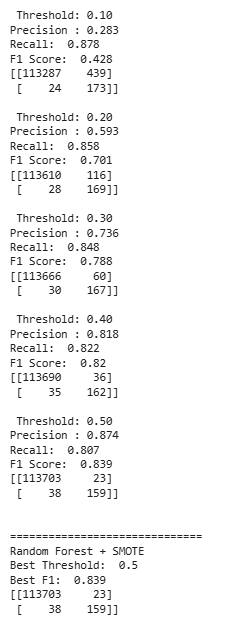 Threshold: 0.10
Precision : 0.283
Recall:  0.878
F1 Score:  0.428
[[113287    439]
 [    24    173]]
Threshold: 0.20
Precision : 0.593
Recall:  0.858
F1 Score:  0.701
[[113610    116]
 [    28    169]]
Threshold: 0.30
Precision : 0.736
Recall:  0.848
F1 Score:  0.788
[[113666     60]
 [    30    167]]
Threshold: 0.40
Precision : 0.818
Recall:  0.822
F1 Score:  0.82
[[113690     36]
 [    35    162]]
Threshold: 0.50
Precision : 0.874
Recall:  0.807
F1 Score:  0.839
[[113703     23]
 [    38    159]]
==============================
Random Forest + SMOTE
Best Threshold:  0.5
Best F1:  0.839
[[113703     23]
 [    38    159]]